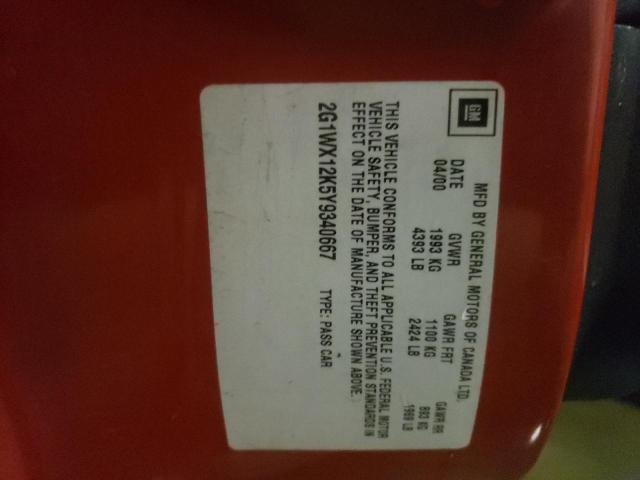 GM
MFD BY GENERAL MOTORS OF CANADA LTD.
DATE GVWR GAWR FRT GAWR RR
04/00 1993 KG 1100 KG 893 KG
4393 LB 2424 LB 1969 LB
THIS VEHICLE CONFORMS TO ALL APPLICABLE U.S. FEDERAL MOTOR
VEHICLE SAFETY, BUMPER, AND THEFT PREVENTION STANDARDS IN
EFFECT ON THE DATE OF MANUFACTURE SHOWN ABOVE.
2G1WX12K5Y9340667 TYPE: PASS CAR